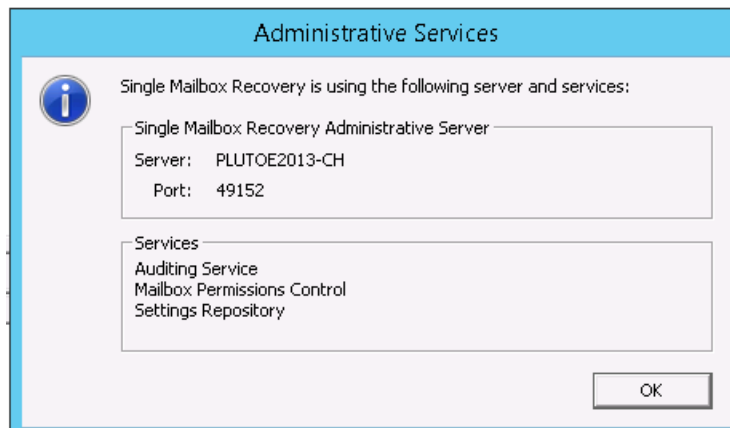 Administrative Services
Single Mailbox Recovery is using the following server and services:
Single Mailbox Recovery Administrative Server
Server: PLUTOE2013-CH
Port: 49152
Services
Auditing Service
Mailbox Permissions Control
Settings Repository
OK